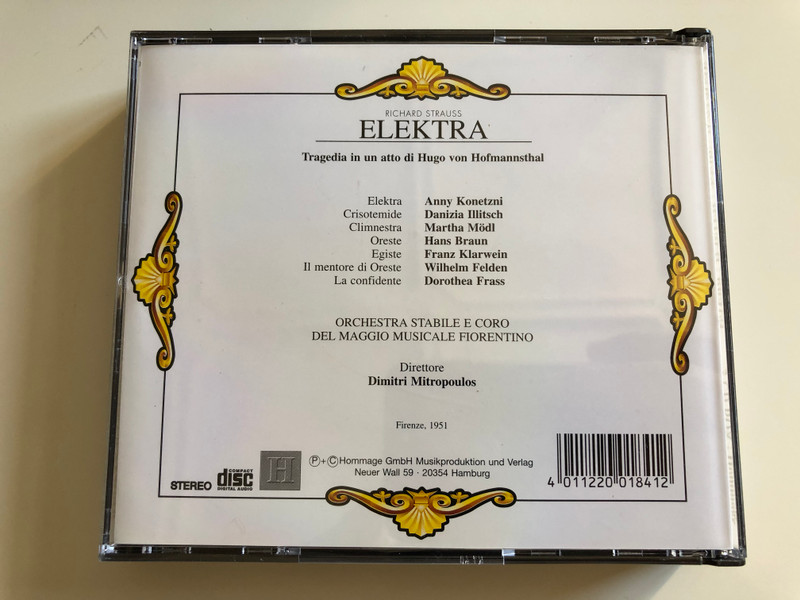 RICHARD STRAUSS
ELEKTRA
Tragedia in un atto di Hugo von Hofmannsthal
Elektra Anny Konetzni
Crisotemide Danizia Illitsch
Climnestra Martha Mödl
Oreste Hans Braun
Egiste Franz Klarwein
Il mentore di Oreste Wilhelm Felden
La confidente Dorothea Frass
ORCHESTRA STABILE E CORO
DEL MAGGIO MUSICALE FIORENTINO
Direttore
Dimitri Mitropoulos
Firenze, 1951
STEREO
COMPACT
disc
DIGITAL AUDIO
H
Ⓟ+ⒸHommage GmbH Musikproduktion und Verlag
Neuer Wall 59 · 20354 Hamburg
4 011220 018412